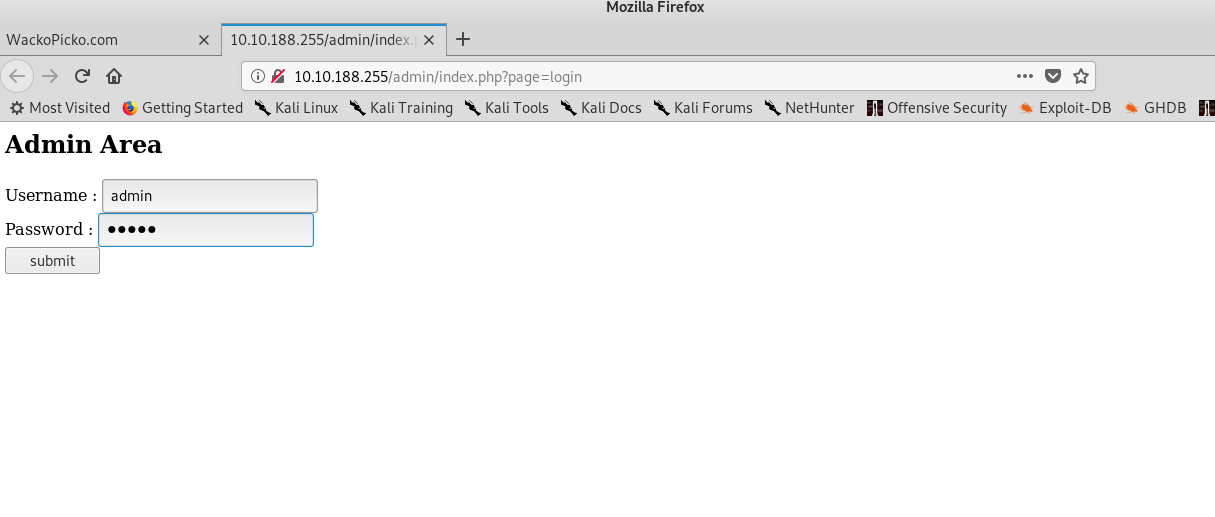 Mozilla Firefox
WackoPicko.com
10.10.188.255/admin/index.p
10.10.188.255/admin/index.php?page=login
Most Visited Getting Started Kali Linux Kali Training Kali Tools Kali Docs Kali Forums NetHunter Offensive Security Exploit-DB GHDB
Admin Area
Username : admin
Password : •••••
submit